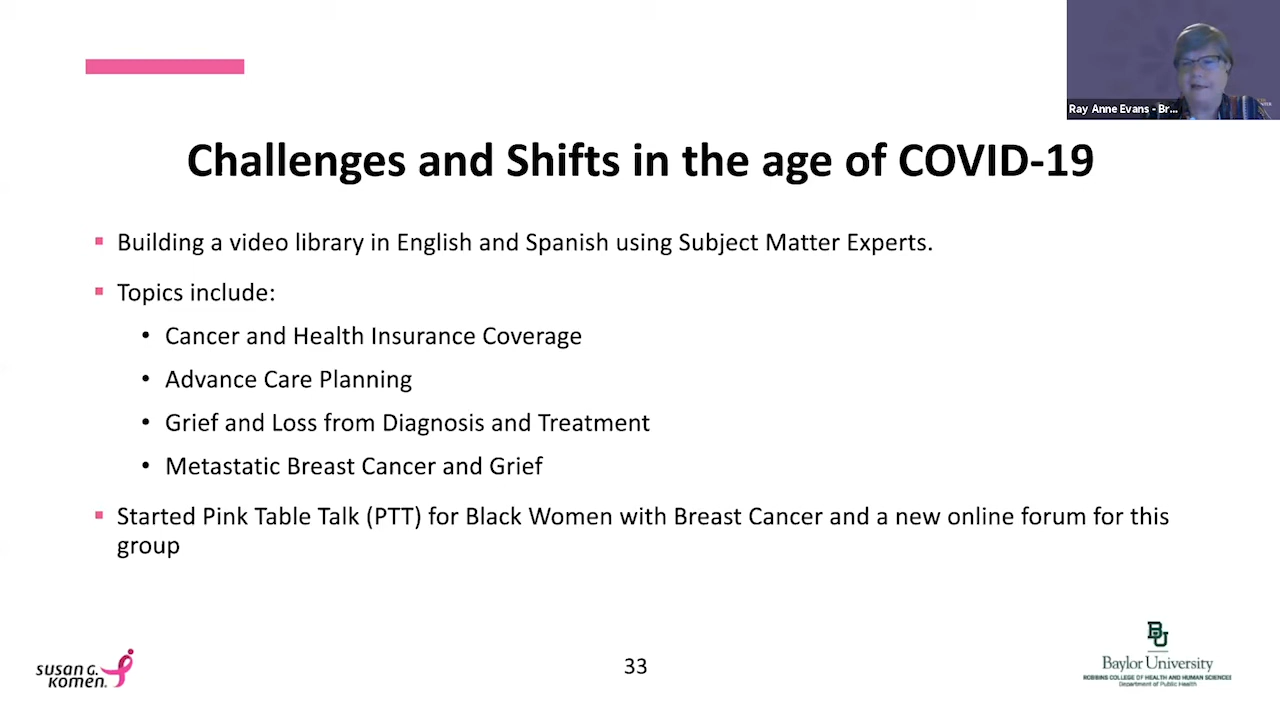 Ray Anne Evans - Br...
Challenges and Shifts in the age of COVID-19
Building a video library in English and Spanish using Subject Matter Experts.
Topics include:
• Cancer and Health Insurance Coverage
• Advance Care Planning
• Grief and Loss from Diagnosis and Treatment
• Metastatic Breast Cancer and Grief
Started Pink Table Talk (PTT) for Black Women with Breast Cancer and a new online forum for this
group
susan G.
komen.
33
BU
Baylor University
ROBBINS COLLEGE OF HEALTH AND HUMAN SCIENCES
Department of Public Health